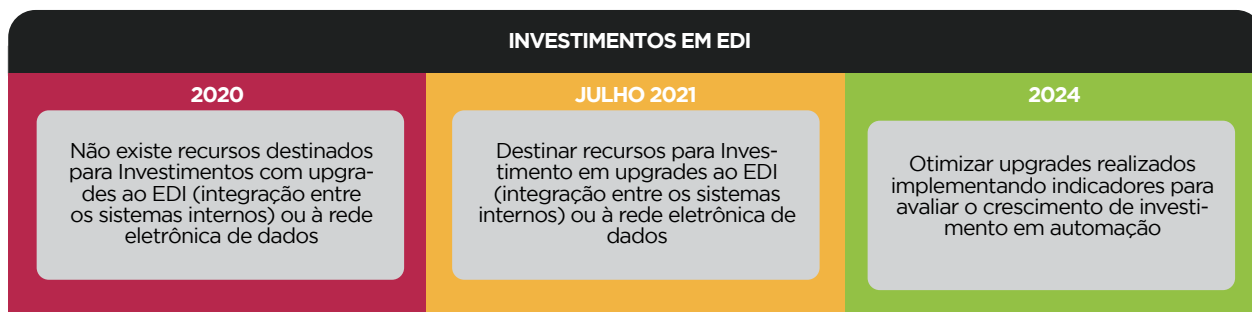 INVESTIMENTOS EM EDI
2020
Não existe recursos destinados
para Investimentos com upgra-
des ao EDI (integração entre
os sistemas internos) ou à rede
eletrônica de dados
JULHO 2021
Destinar recursos para Inves-
timento em upgrades ao EDI
(integração entre os sistemas
internos) ou à rede eletrônica de
dados
2024
Otimizar upgrades realizados
implementando indicadores para
avaliar o crescimento de investi-
mento em automação